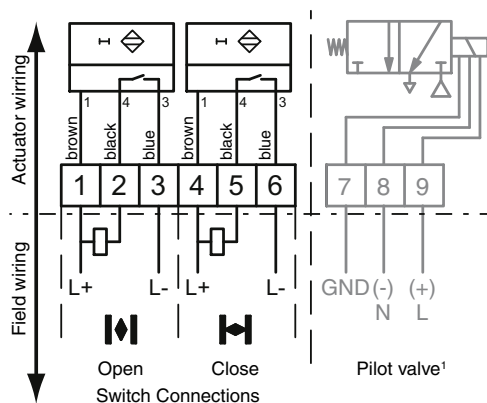 Actuator wirring
1 4 3 1 4 3
brown black blue brown black blue
1 2 3 4 5 6 7 8 9
Field wiring
L+ L- L+ L- GND (-) (+)
N L
Open Close Pilot valve¹
Switch Connections